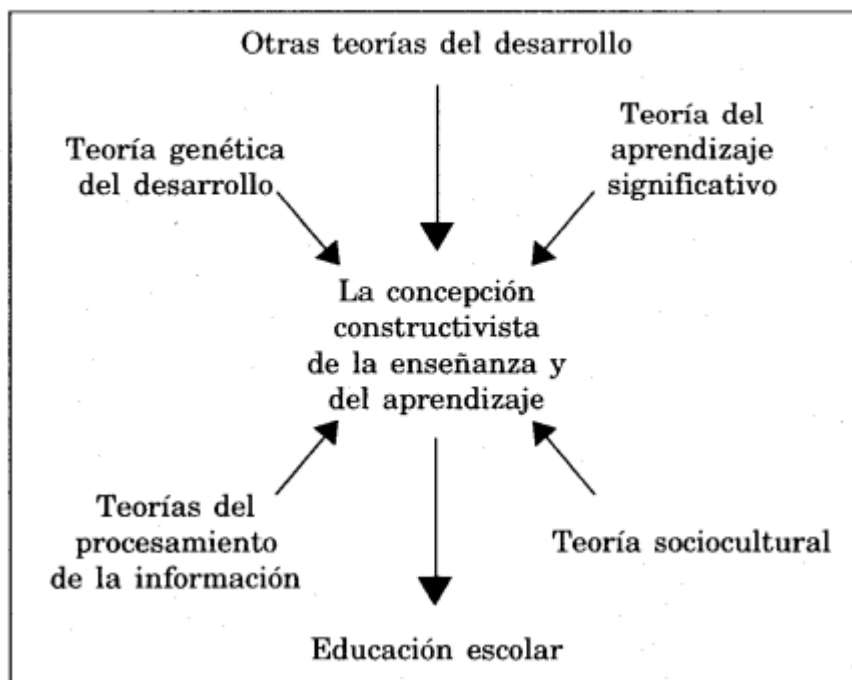 Otras teorías del desarrollo
Teoría genética
del desarrollo
Teoría del
aprendizaje
significativo
La concepción
constructivista
de la enseñanza y
del aprendizaje
Teorías del
procesamiento
de la información
Teoría sociocultural
Educación escolar